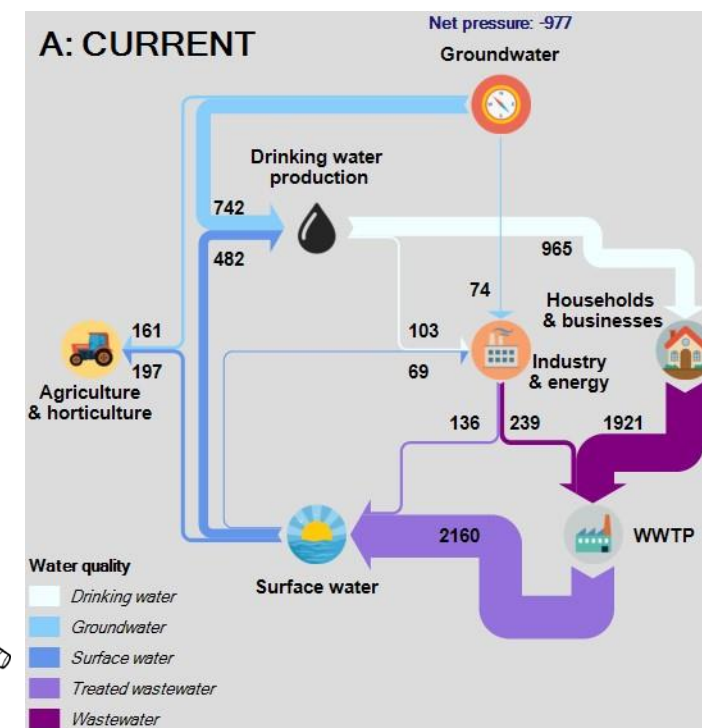 A: CURRENT
Net pressure: -977
Groundwater
Drinking water
production
742
482
965
74
Households
& businesses
161
197
103
69
Industry
& energy
Agriculture
& horticulture
136
239
1921
2160
WWTP
Surface water
Water quality
Drinking water
Groundwater
Surface water
Treated wastewater
Wastewater